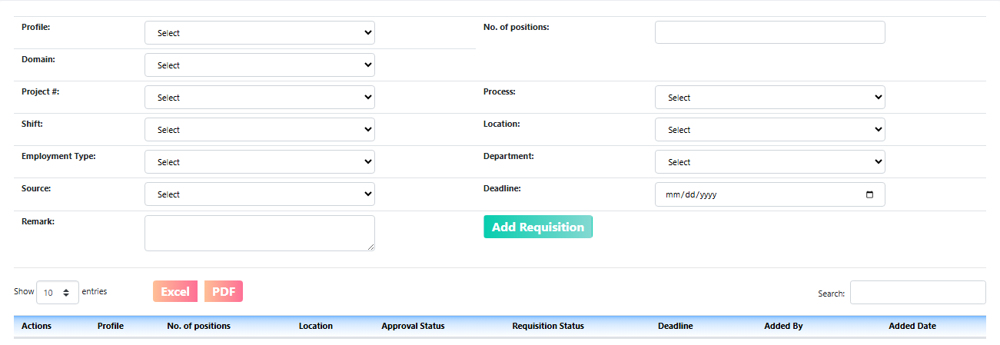 Profile: Select No. of positions:
Domain: Select
Project #: Select Process: Select
Shift: Select Location: Select
Employment Type: Select Department: Select
Source: Select Deadline: mm/dd/yyyy
Remark: Add Requisition
Show 10 entries Excel PDF Search:
Actions Profile No. of positions Location Approval Status Requisition Status Deadline Added By Added Date